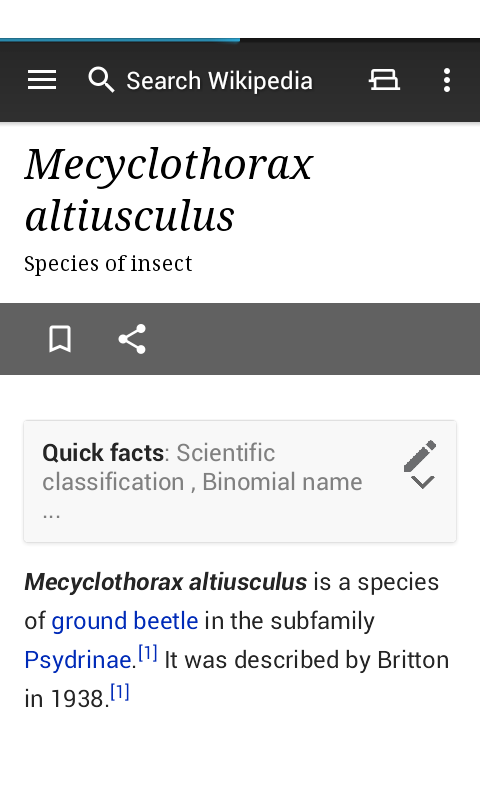 Search Wikipedia
Mecyclothorax
altiusculus
Species of insect
Quick facts: Scientific
classification , Binomial name
...
Mecyclothorax altiusculus is a species
of ground beetle in the subfamily
Psydrinae.[1] It was described by Britton
in 1938.[1]